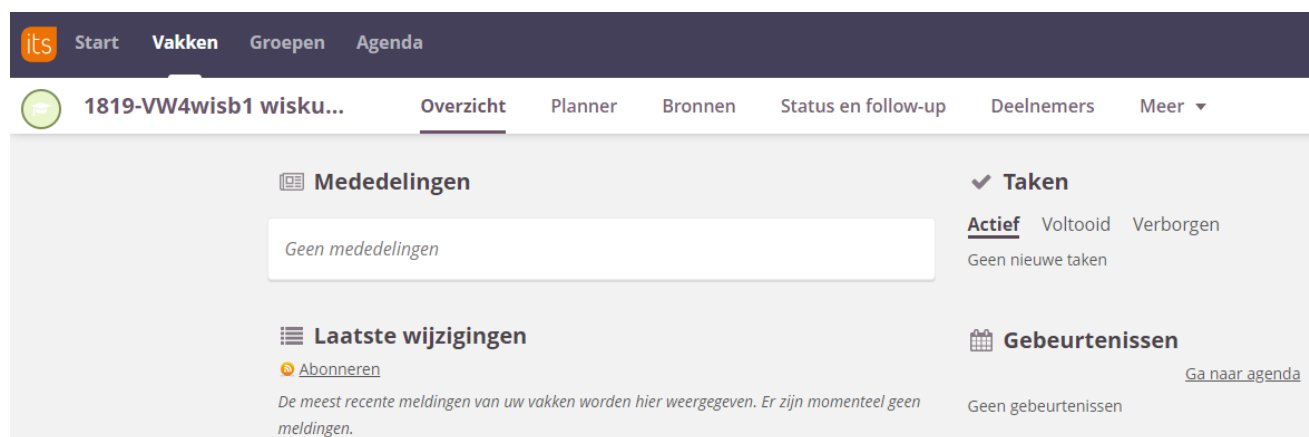 its Start Vakken Groepen Agenda
1819-VW4wisb1 wisku... Overzicht Planner Bronnen Status en follow-up Deelnemers Meer
Mededelingen
Geen mededelingen
Laatste wijzigingen
Abonneren
De meest recente meldingen van uw vakken worden hier weergegeven. Er zijn momenteel geen
meldingen.
Taken
Actief Voltooid Verborgen
Geen nieuwe taken
Gebeurtenissen
Ga naar agenda
Geen gebeurtenissen